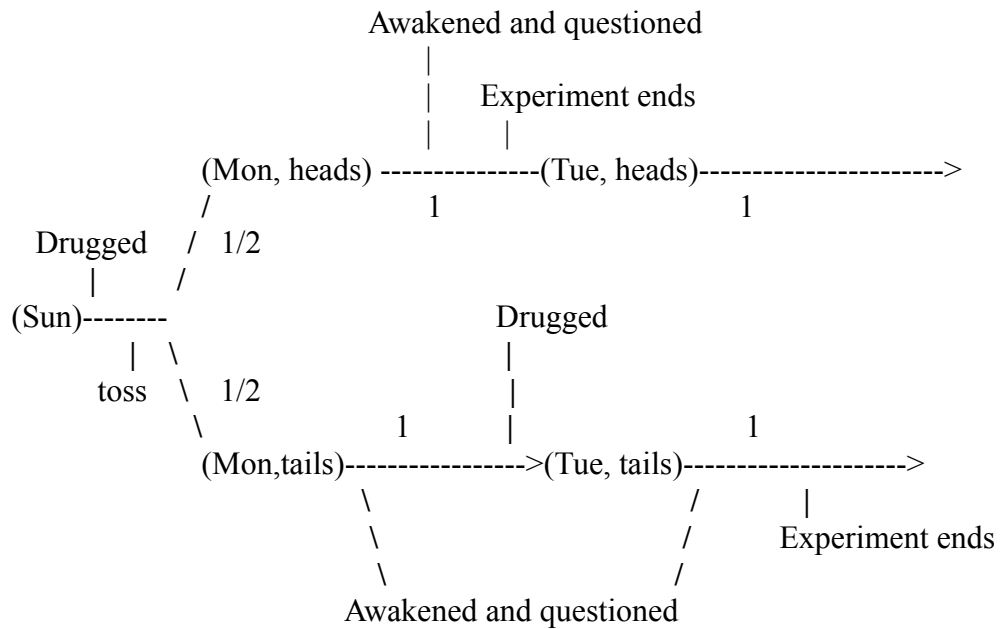 Awakened and questioned
|
|
|
Experiment ends
|
(Mon, heads) ---------------(Tue, heads)----------------------->
1 1
/
/ 1/2
/
Drugged
|
(Sun)--------
|
toss
\
\ 1/2
\
Drugged
|
|
|
1 1
(Mon,tails)----------------->(Tue, tails)--------------------->
\ / |
\ / Experiment ends
\ /
Awakened and questioned